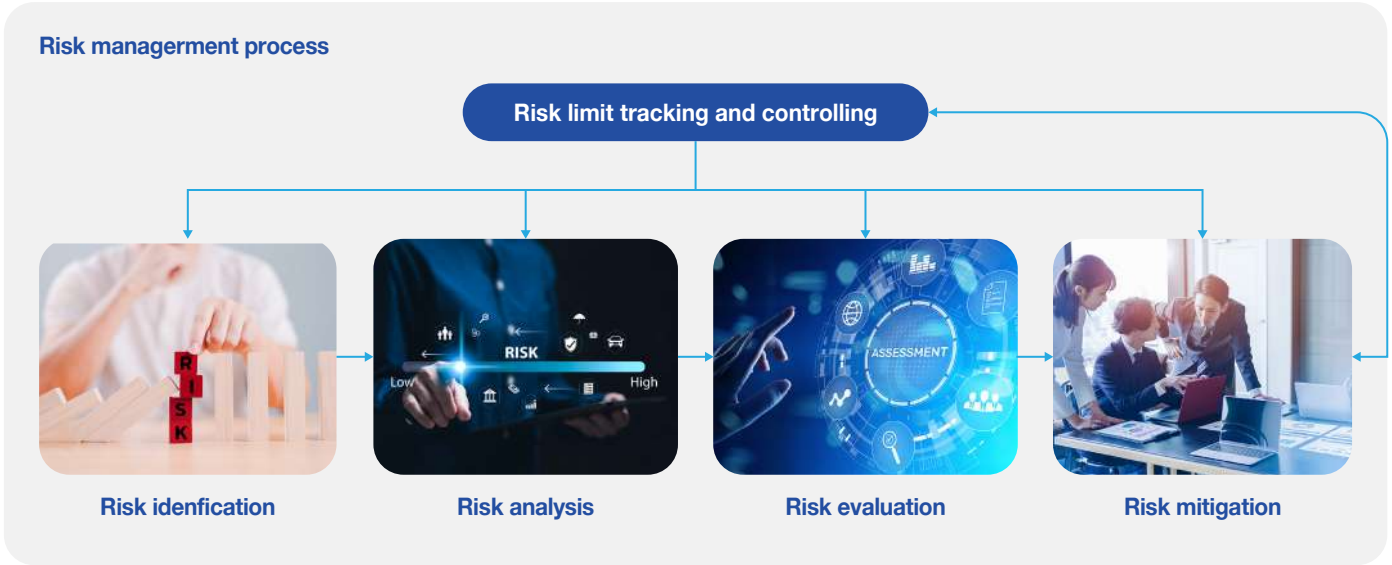 Risk managerment process
Risk limit tracking and controlling
R
I
S
K
RISK
Low
High
ASSESSMENT
Risk idenfication
Risk analysis
Risk evaluation
Risk mitigation